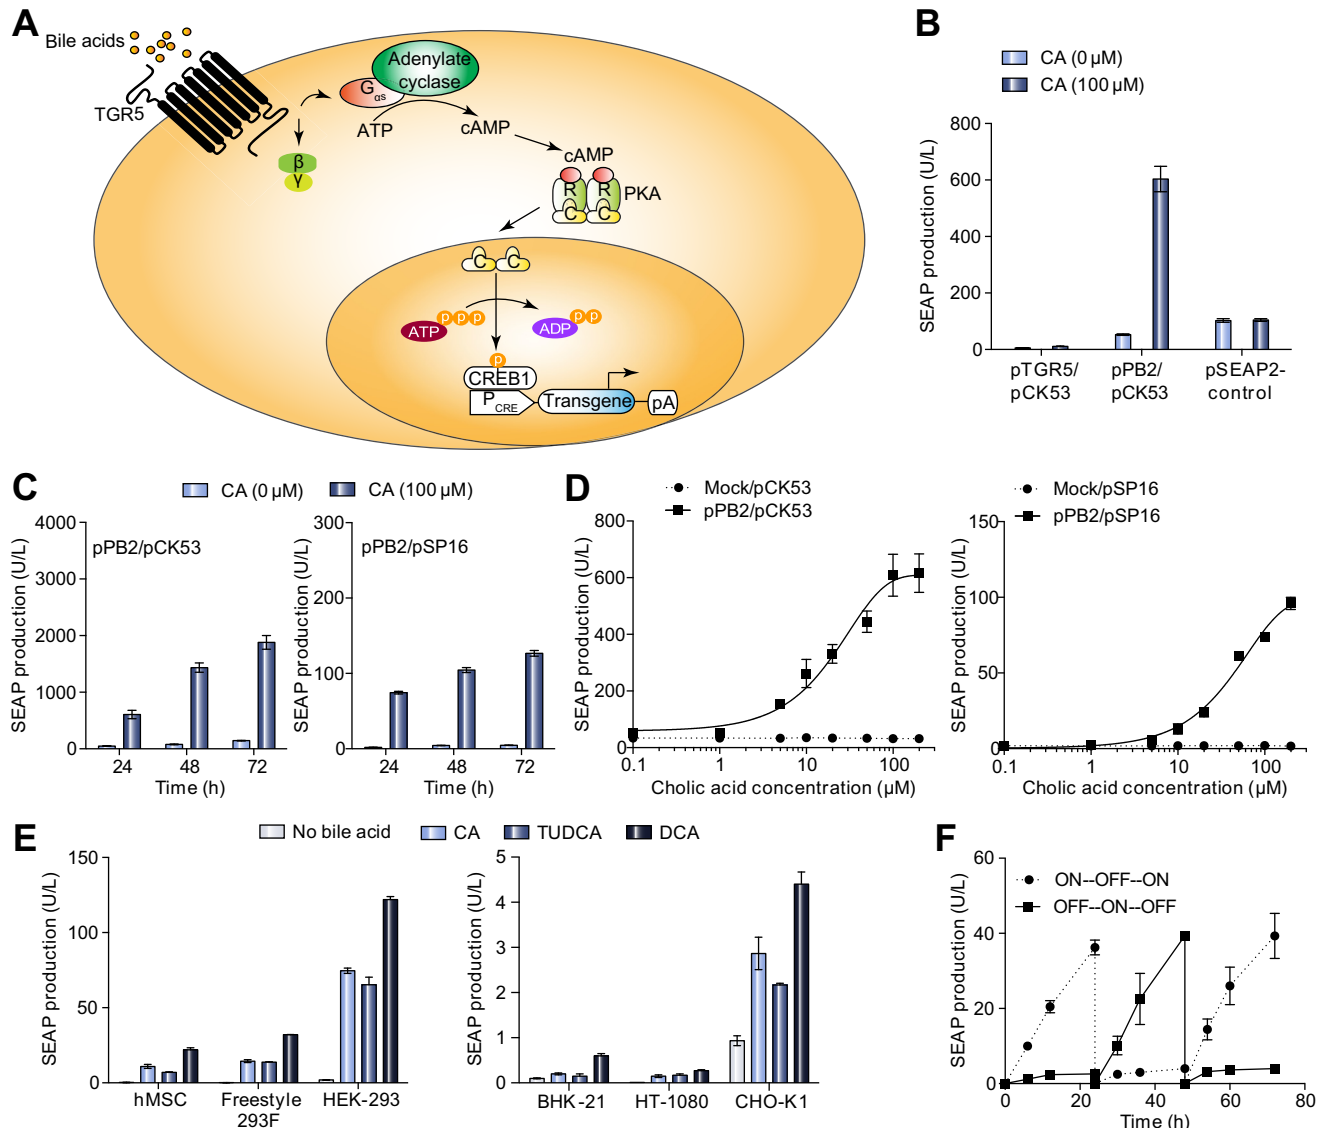 A
Bile acids
TGR5
Adenylate
cyclase
Gαs
ATP
cAMP
β
γ
cAMP
R R
C C
PKA
C C
ATP
p p p
ADP
p p
p
CREB1
PCRE
Transgene
pA
B
CA (0 µM)
CA (100 µM)
SEAP production (U/L)
800
600
400
200
0
pTGR5/
pCK53
pPB2/
pCK53
pSEAP2-
control
C
CA (0 µM)
CA (100 µM)
pPB2/pCK53
SEAP production (U/L)
4000
3000
2000
1000
0
24 48 72
Time (h)
pPB2/pSP16
SEAP production (U/L)
300
200
100
0
24 48 72
Time (h)
D
Mock/pCK53
pPB2/pCK53
SEAP production (U/L)
800
600
400
200
0
0.1 1 10 100
Cholic acid concentration (µM)
Mock/pSP16
pPB2/pSP16
SEAP production (U/L)
150
100
50
0
0.1 1 10 100
Cholic acid concentration (µM)
E
No bile acid
CA
TUDCA
DCA
SEAP production (U/L)
150
100
50
0
hMSC
Freestyle
293F
HEK-293
SEAP production (U/L)
5
4
3
2
1
0
BHK-21
HT-1080
CHO-K1
F
ON--OFF--ON
OFF--ON--OFF
SEAP production (U/L)
60
40
20
0
0 20 40 60 80
Time (h)